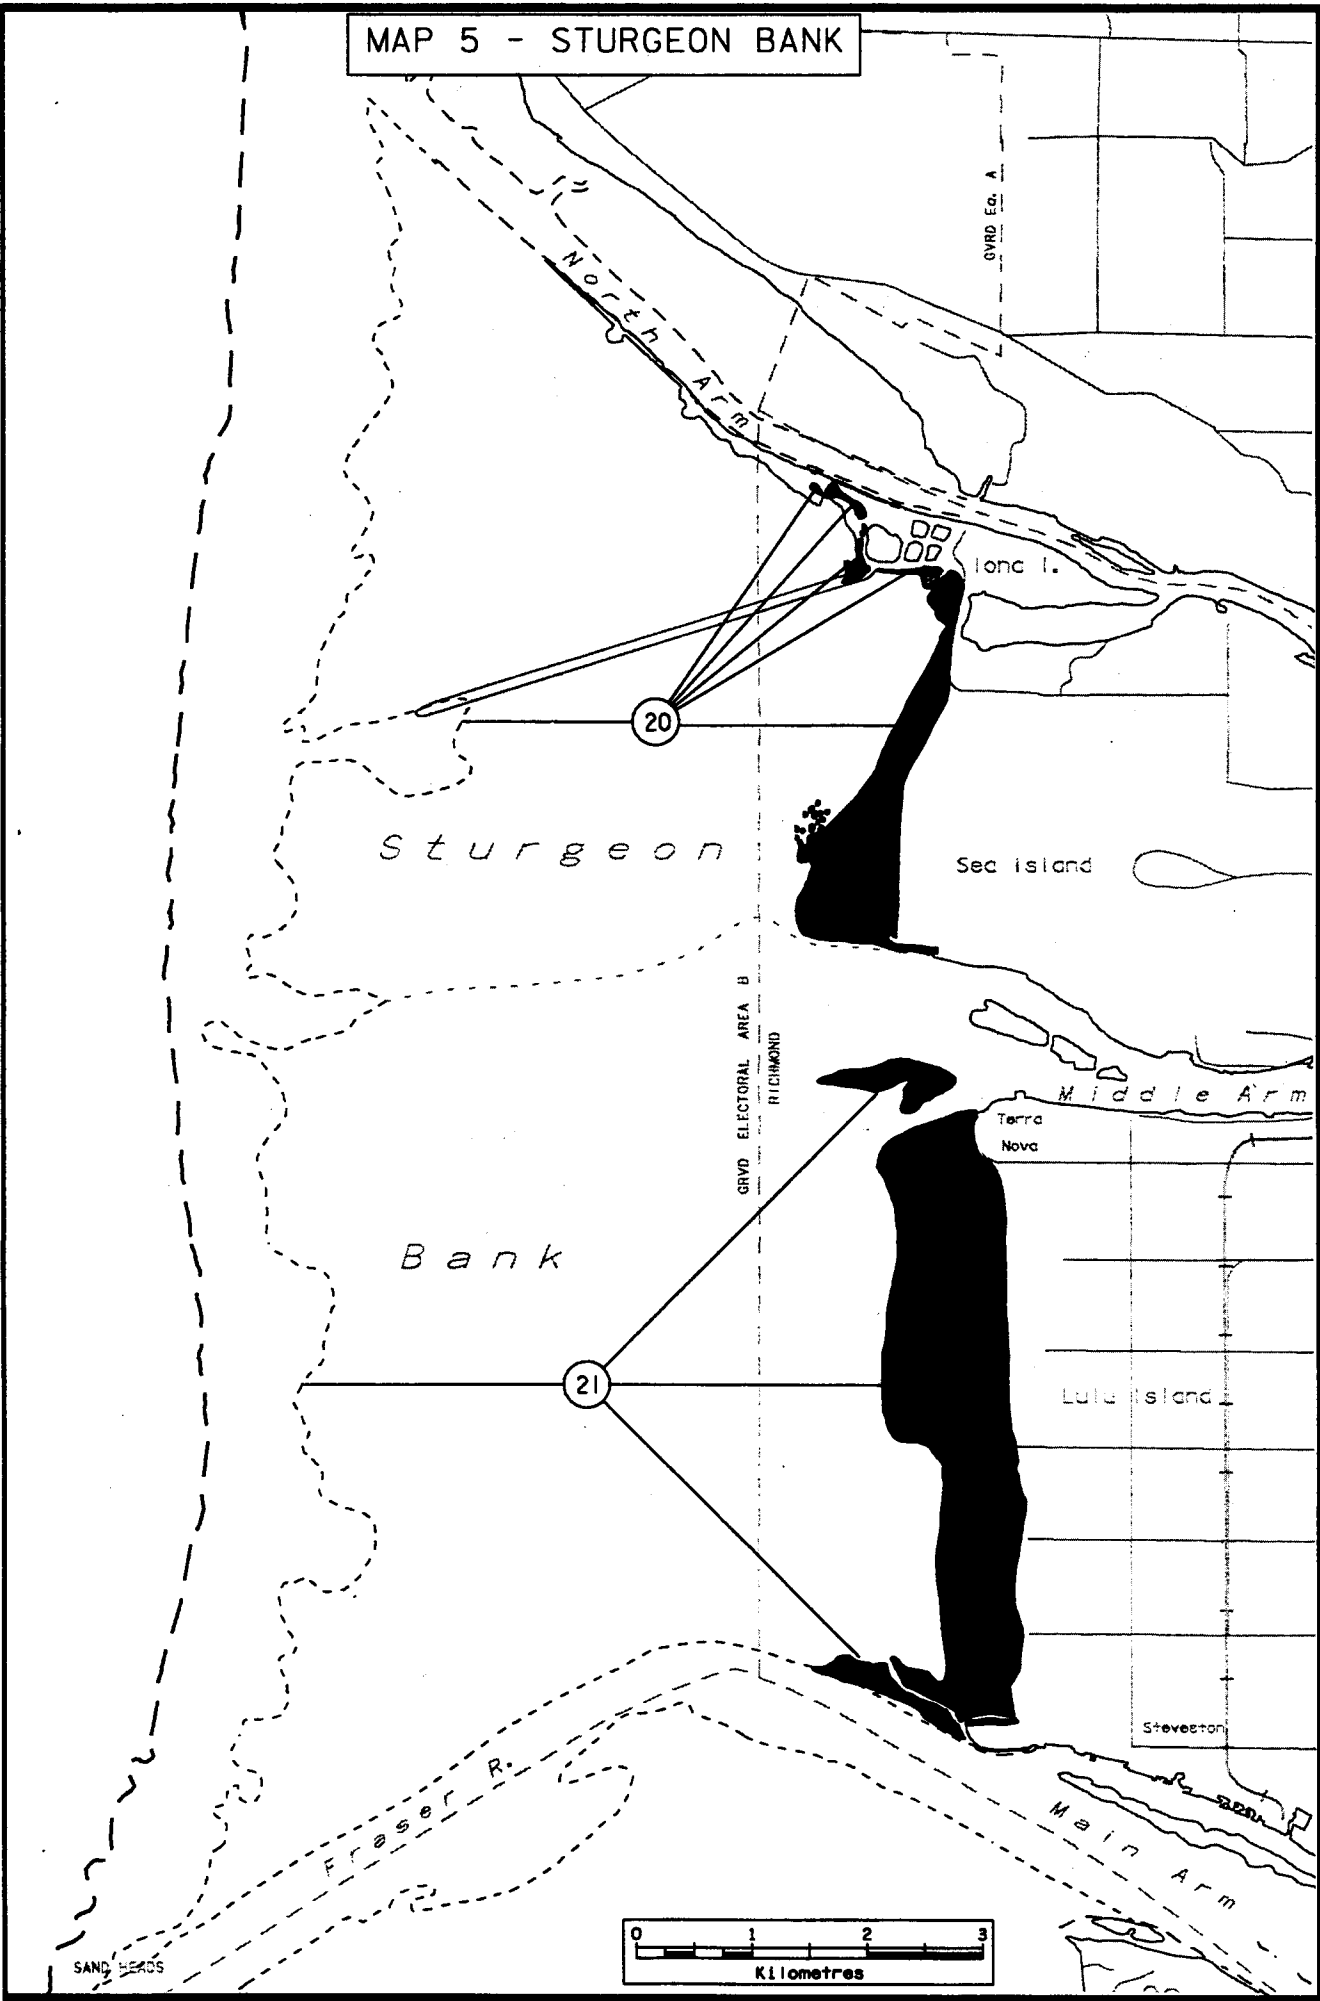 MAP 5 - STURGEON BANK
GVRD Ea. A
North Arm
Iona I.
20
Sturgeon
Sea Island
GRVD ELECTORAL AREA B
RICHMOND
Middle Arm
Terra
Nova
Bank
21
Lulu Island
Steveston
Fraser R.
Main Arm
0 1 2 3
Kilometres
SAND HEADS